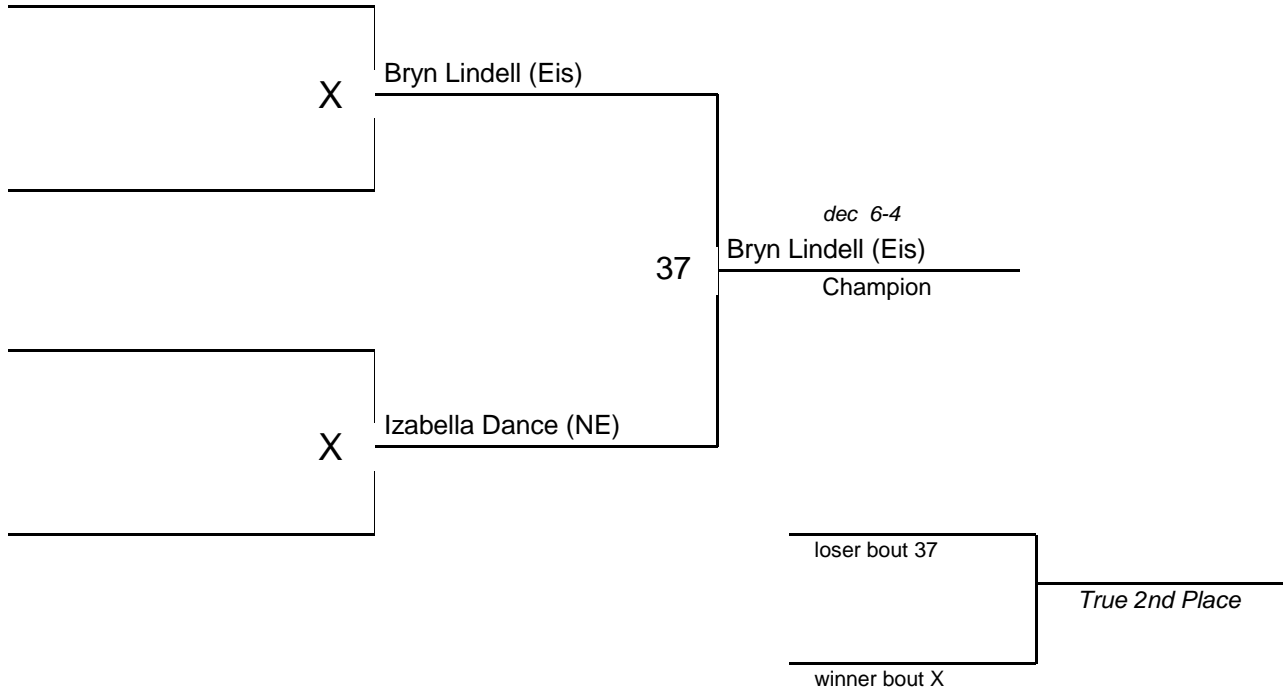 X
Bryn Lindell (Eis)
dec 6-4
37
Bryn Lindell (Eis)
Champion
X
Izabella Dance (NE)
loser bout 37
True 2nd Place
winner bout X